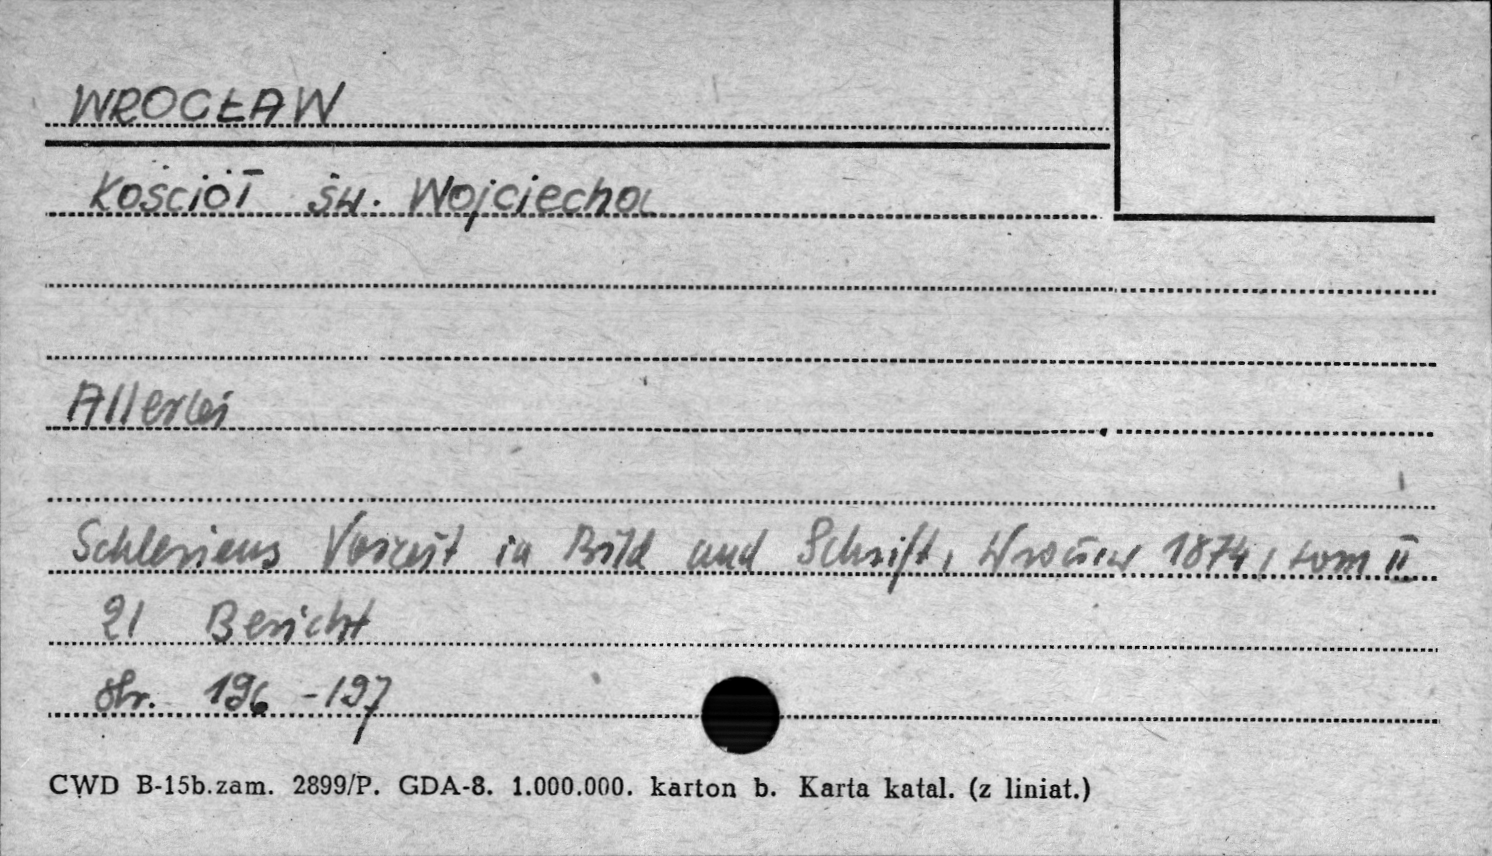 WROCŁAW
Kościół św. Wojciecha
Allerlei
Schlesiens Vorzeit in Bild und Schrift, Wrocław 1874, tom II
21 Bericht
str. 196 - 197
CWD B-15b.zam. 2899/P. GDA-8. 1.000.000. karton b. Karta katal. (z liniat.)